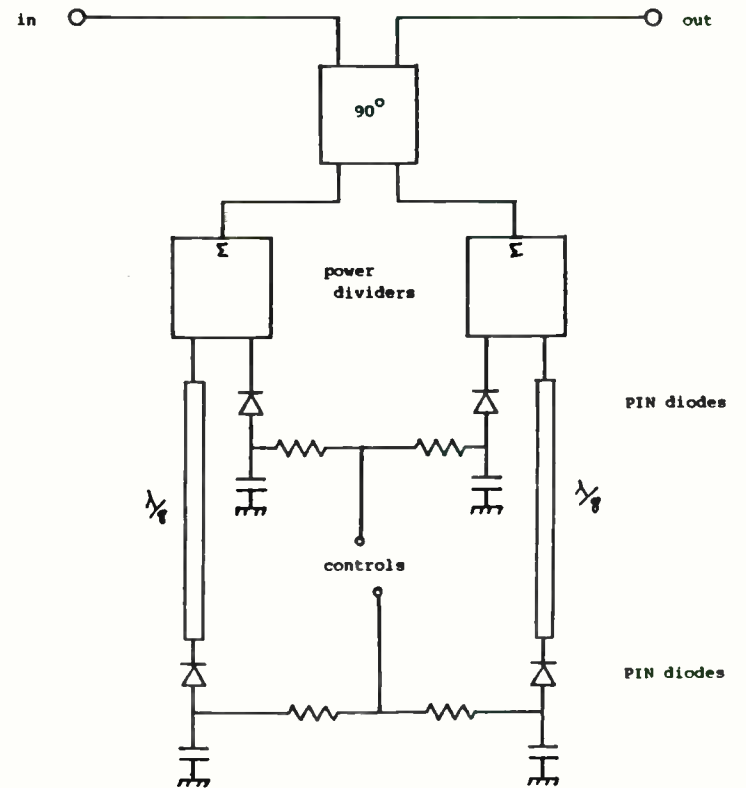 in
out
90°
Σ
Σ
power
dividers
PIN diodes
λ/8
λ/8
controls
PIN diodes